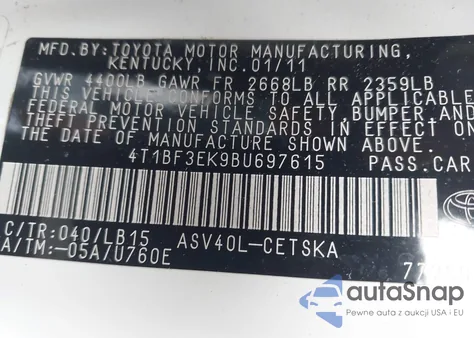 MFD.BY:TOYOTA MOTOR MANUFACTURING,
KENTUCKY,INC.01/11
GVWR 4400LB GAWR FR 2668LB RR 2359LB
THIS VEHICLE CONFORMS TO ALL APPLICABLE
FEDERAL MOTOR VEHICLE SAFETY,BUMPER,AND
THEFT PREVENTION STANDARDS IN EFFECT ON
THE DATE OF MANUFACTURE SHOWN ABOVE.
4T1BF3EK9BU697615 PASS.CAR
C/TR:040/LB15 ASV40L-CETSKA
A/TM:-05A/U760E
TOYOTA
autoSnap
Pewne auta z aukcji USA · EU